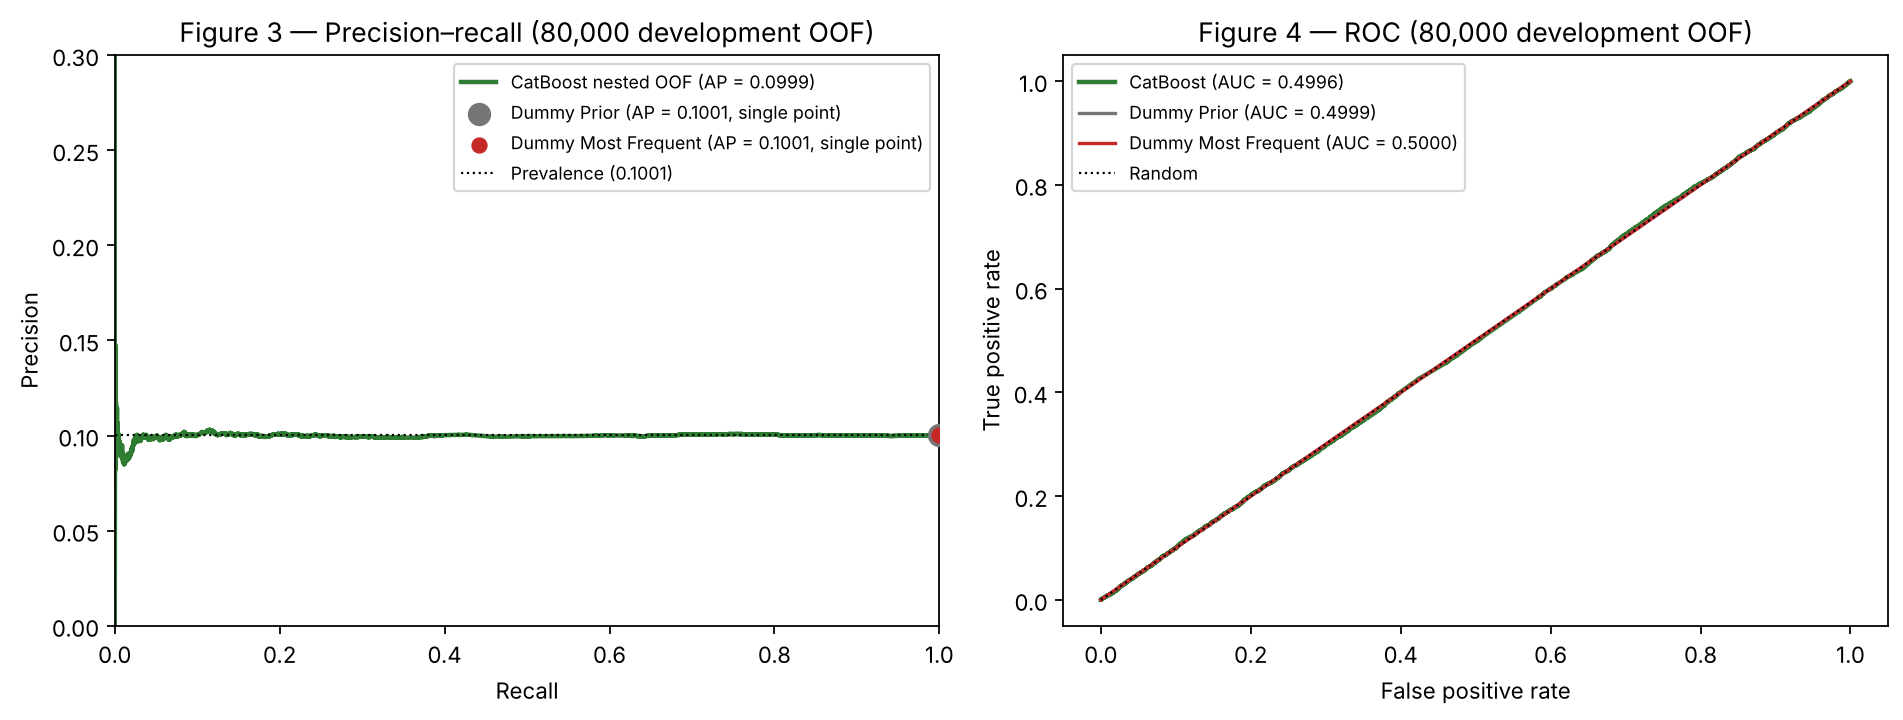 Figure 3 — Precision–recall (80,000 development OOF)
CatBoost nested OOF (AP = 0.0999)
Dummy Prior (AP = 0.1001, single point)
Dummy Most Frequent (AP = 0.1001, single point)
Prevalence (0.1001)
0.30
0.25
0.20
0.15
0.10
0.05
0.00
Precision
0.0 0.2 0.4 0.6 0.8 1.0
Recall
Figure 4 — ROC (80,000 development OOF)
CatBoost (AUC = 0.4996)
Dummy Prior (AUC = 0.4999)
Dummy Most Frequent (AUC = 0.5000)
Random
1.0
0.8
0.6
0.4
0.2
0.0
True positive rate
0.0 0.2 0.4 0.6 0.8 1.0
False positive rate